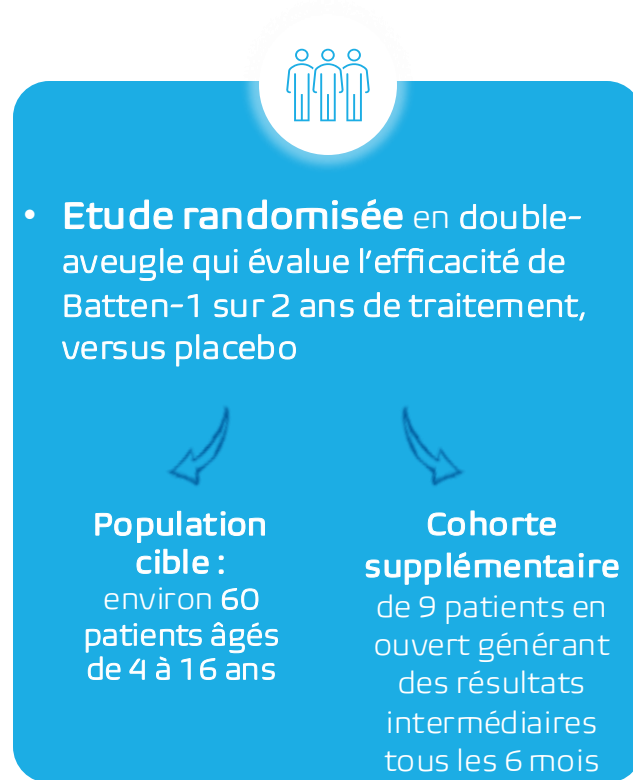 • Etude randomisée en double-
aveugle qui évalue l'efficacité de
Batten-1 sur 2 ans de traitement,
versus placebo
Population
cible :
environ 60
patients âgés
de 4 à 16 ans
Cohorte
supplémentaire
de 9 patients en
ouvert générant
des résultats
intermédiaires
tous les 6 mois